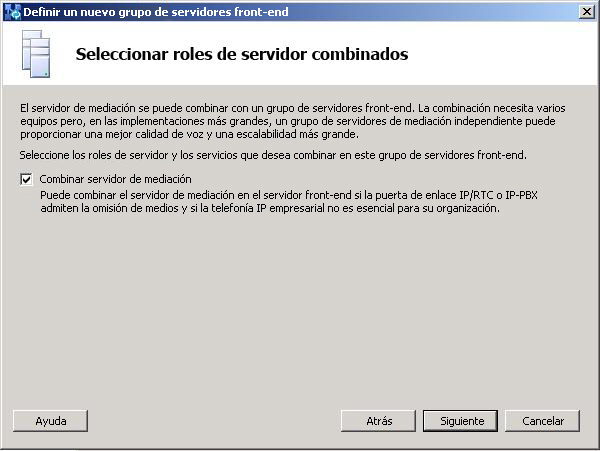 Definir un nuevo grupo de servidores front-end
Seleccionar roles de servidor combinados
El servidor de mediación se puede combinar con un grupo de servidores front-end. La combinación necesita varios
equipos pero, en las implementaciones más grandes, un grupo de servidores de mediación independiente puede
proporcionar una mejor calidad de voz y una escalabilidad más grande.
Seleccione los roles de servidor y los servicios que desea combinar en este grupo de servidores front-end.
Combinar servidor de mediación
Puede combinar el servidor de mediación en el servidor front-end si la puerta de enlace IP/RTC o IP-PBX
admiten la omisión de medios y si la telefonía IP empresarial no es esencial para su organización.
Ayuda
Atrás
Siguiente
Cancelar